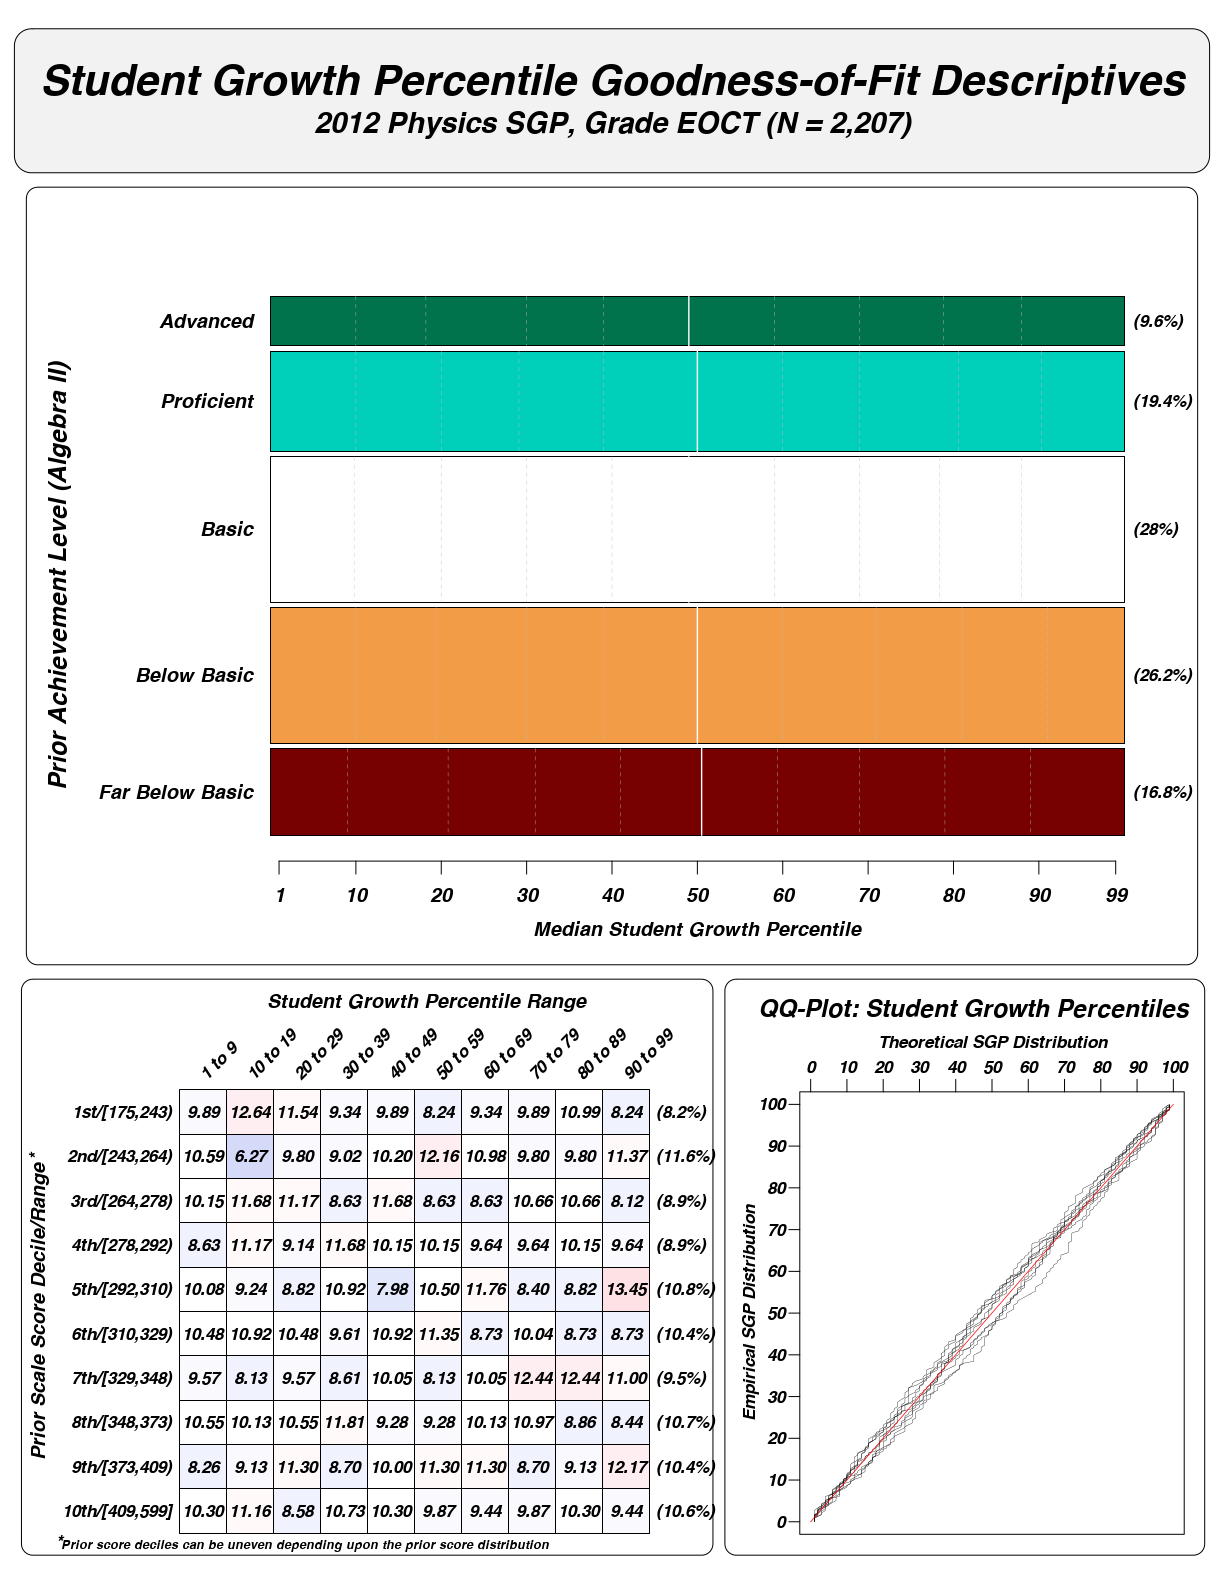 Student Growth Percentile Goodness-of-Fit Descriptives
2012 Physics SGP, Grade EOCT (N = 2,207)
Prior Achievement Level (Algebra II)
Advanced (9.6%)
Proficient (19.4%)
Basic (28%)
Below Basic (26.2%)
Far Below Basic (16.8%)
1 10 20 30 40 50 60 70 80 90 99
Median Student Growth Percentile
Student Growth Percentile Range
1 to 9 10 to 19 20 to 29 30 to 39 40 to 49 50 to 59 60 to 69 70 to 79 80 to 89 90 to 99
Prior Scale Score Decile/Range*
1st/[175,243) 9.89 12.64 11.54 9.34 9.89 8.24 9.34 9.89 10.99 8.24 (8.2%)
2nd/[243,264) 10.59 6.27 9.80 9.02 10.20 12.16 10.98 9.80 9.80 11.37 (11.6%)
3rd/[264,278) 10.15 11.68 11.17 8.63 11.68 8.63 8.63 10.66 10.66 8.12 (8.9%)
4th/[278,292) 8.63 11.17 9.14 11.68 10.15 10.15 9.64 9.64 10.15 9.64 (8.9%)
5th/[292,310) 10.08 9.24 8.82 10.92 7.98 10.50 11.76 8.40 8.82 13.45 (10.8%)
6th/[310,329) 10.48 10.92 10.48 9.61 10.92 11.35 8.73 10.04 8.73 8.73 (10.4%)
7th/[329,348) 9.57 8.13 9.57 8.61 10.05 8.13 10.05 12.44 12.44 11.00 (9.5%)
8th/[348,373) 10.55 10.13 10.55 11.81 9.28 9.28 10.13 10.97 8.86 8.44 (10.7%)
9th/[373,409) 8.26 9.13 11.30 8.70 10.00 11.30 11.30 8.70 9.13 12.17 (10.4%)
10th/[409,599] 10.30 11.16 8.58 10.73 10.30 9.87 9.44 9.87 10.30 9.44 (10.6%)
*Prior score deciles can be uneven depending upon the prior score distribution
QQ-Plot: Student Growth Percentiles
Theoretical SGP Distribution
0 10 20 30 40 50 60 70 80 90 100
Empirical SGP Distribution
100
90
80
70
60
50
40
30
20
10
0